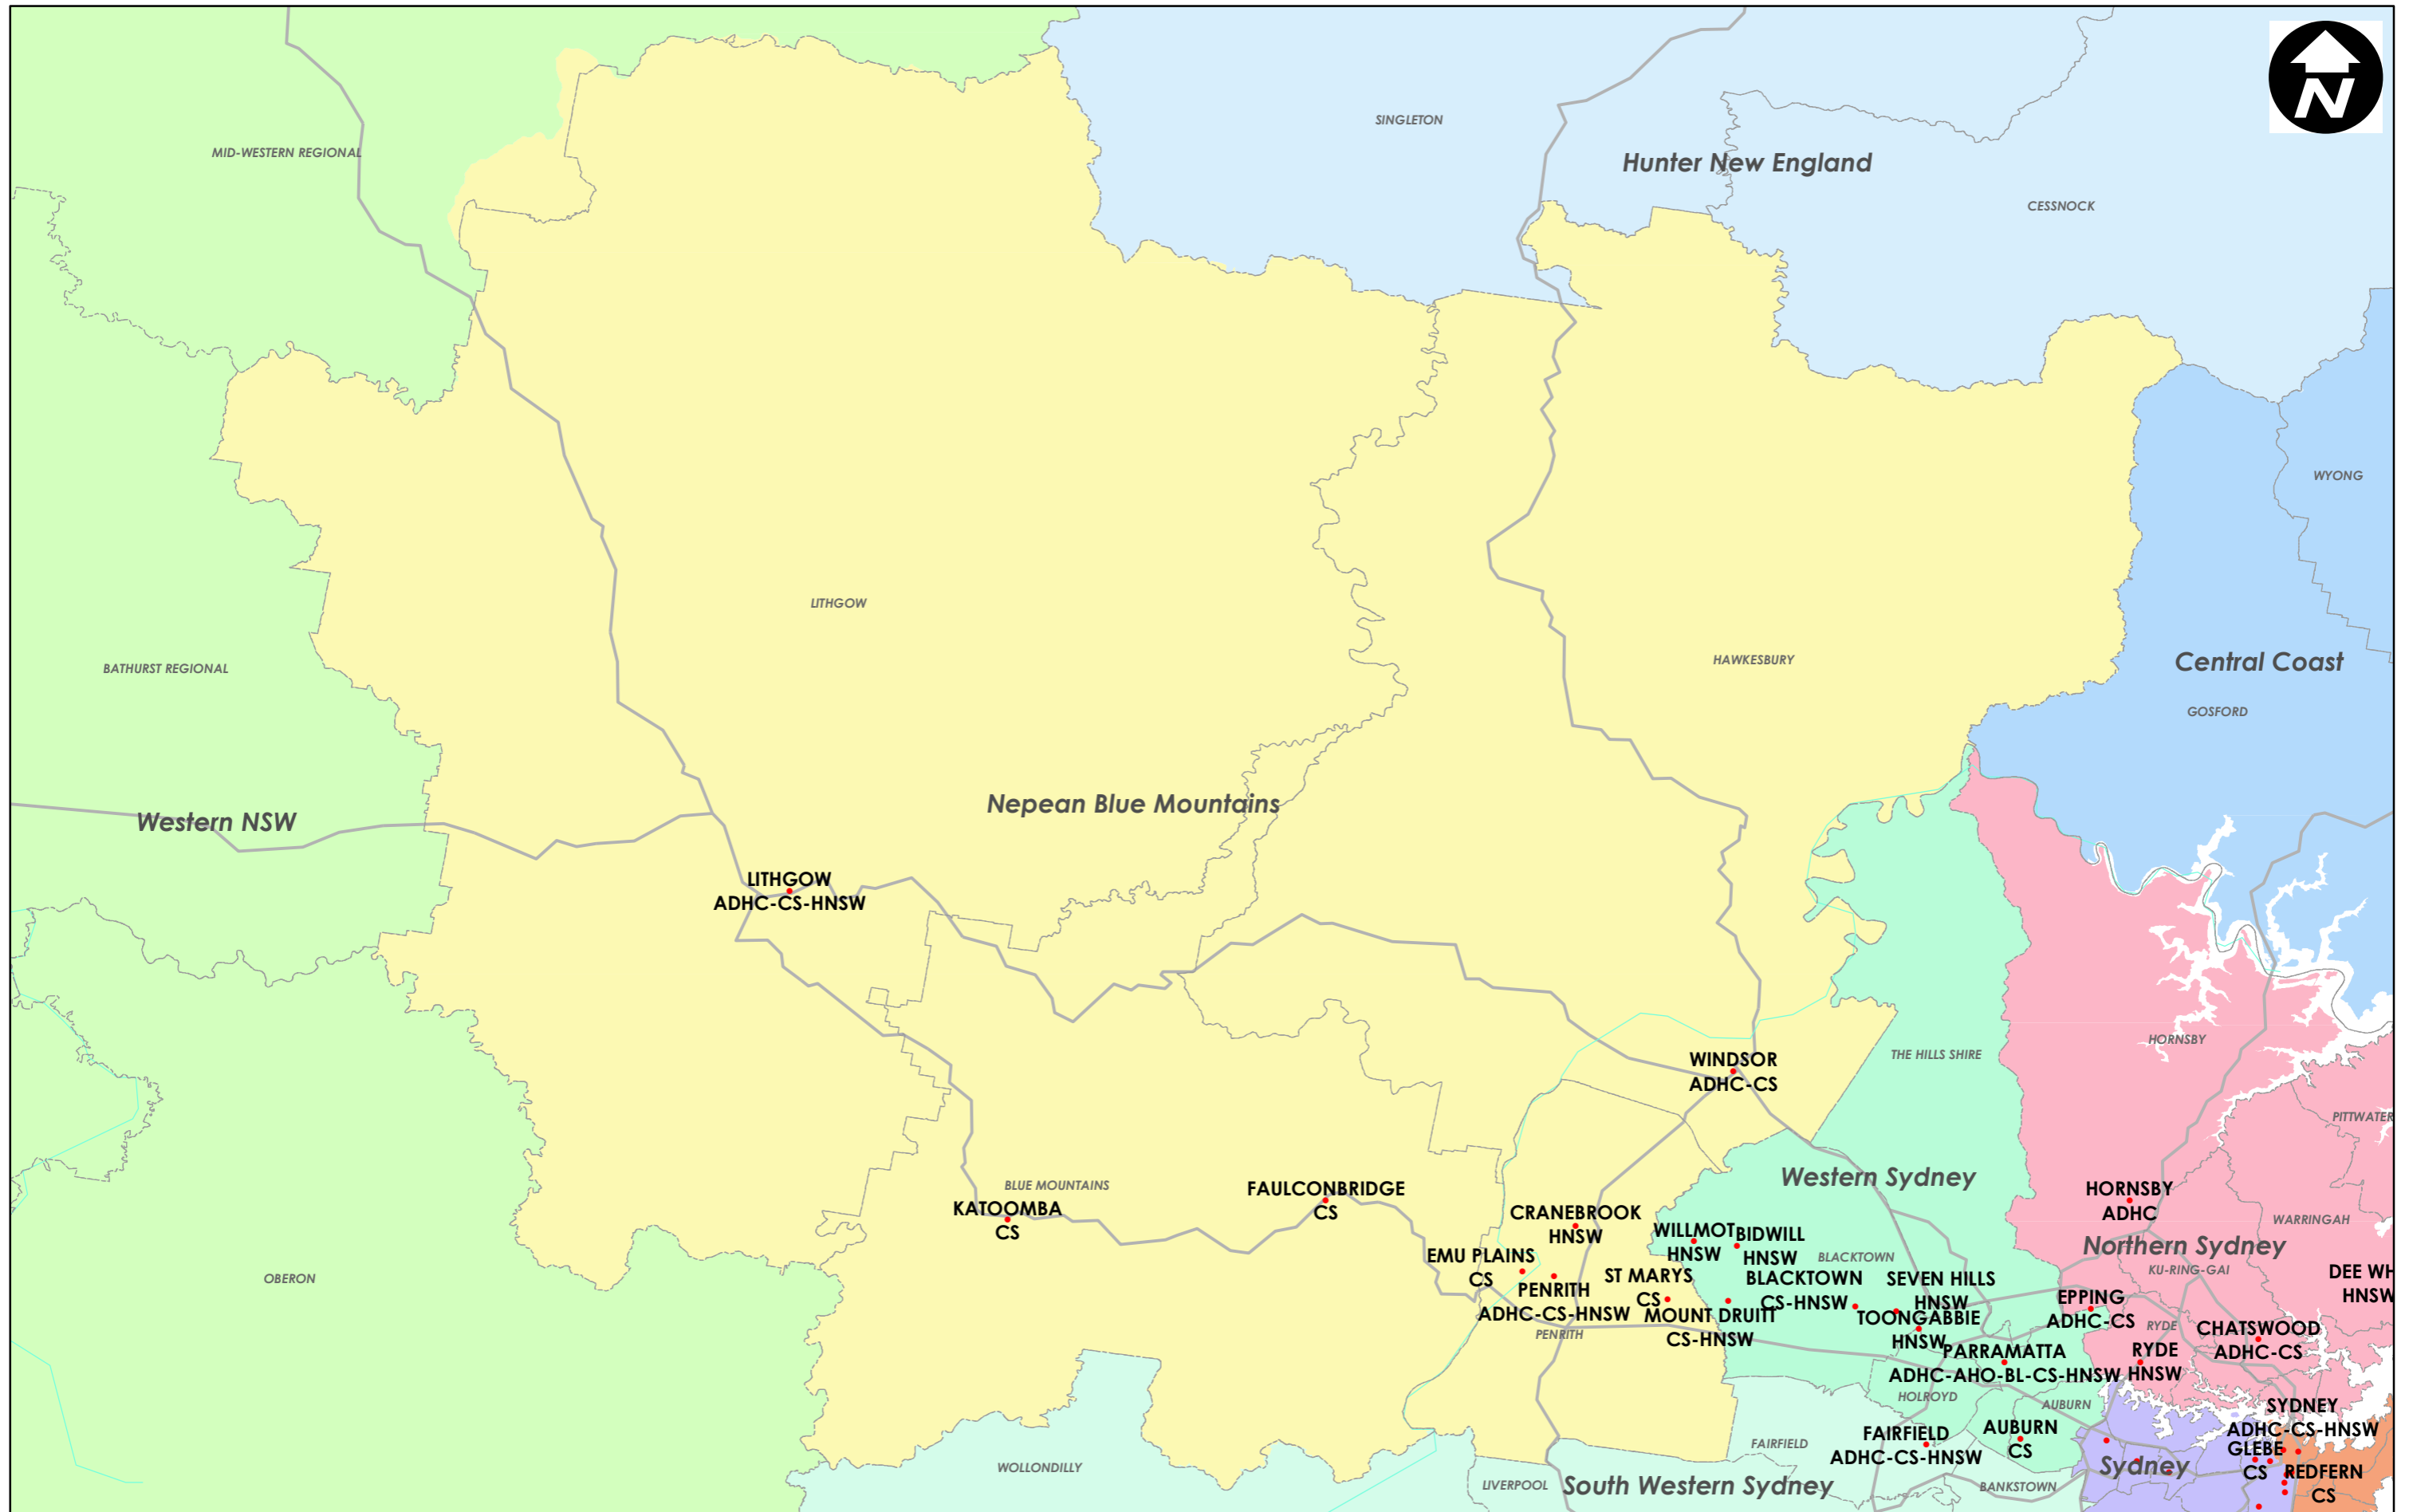 N
SINGLETON
MID-WESTERN REGIONAL
Hunter New England
CESSNOCK
WYONG
LITHGOW
HAWKESBURY
BATHURST REGIONAL
Central Coast
GOSFORD
Nepean Blue Mountains
Western NSW
LITHGOW
ADHC-CS-HNSW
HORNSBY
THE HILLS SHIRE
WINDSOR
ADHC-CS
PITTWATER
Western Sydney
BLUE MOUNTAINS
KATOOMBA
CS
FAULCONBRIDGE
CS
HORNSBY
ADHC
WARRINGAH
CRANEBROOK
HNSW
WILLMOT
HNSW
BIDWILL
HNSW
BLACKTOWN
Northern Sydney
KU-RING-GAI
EMU PLAINS
CS
OBERON
DEE WH
HNSW
ST MARYS
CS
BLACKTOWN
CS-HNSW
SEVEN HILLS
HNSW
PENRITH
ADHC-CS-HNSW
MOUNT DRUITT
CS-HNSW
TOONGABBIE
HNSW
EPPING
ADHC-CS
RYDE
CHATSWOOD
ADHC-CS
PENRITH
PARRAMATTA
ADHC-AHO-BL-CS-HNSW
RYDE
HNSW
HOLROYD
AUBURN
SYDNEY
ADHC-CS-HNSW
FAIRFIELD
FAIRFIELD
ADHC-CS-HNSW
AUBURN
CS
GLEBE
CS
WOLLONDILLY
LIVERPOOL
South Western Sydney
BANKSTOWN
Sydney
REDFERN
CS